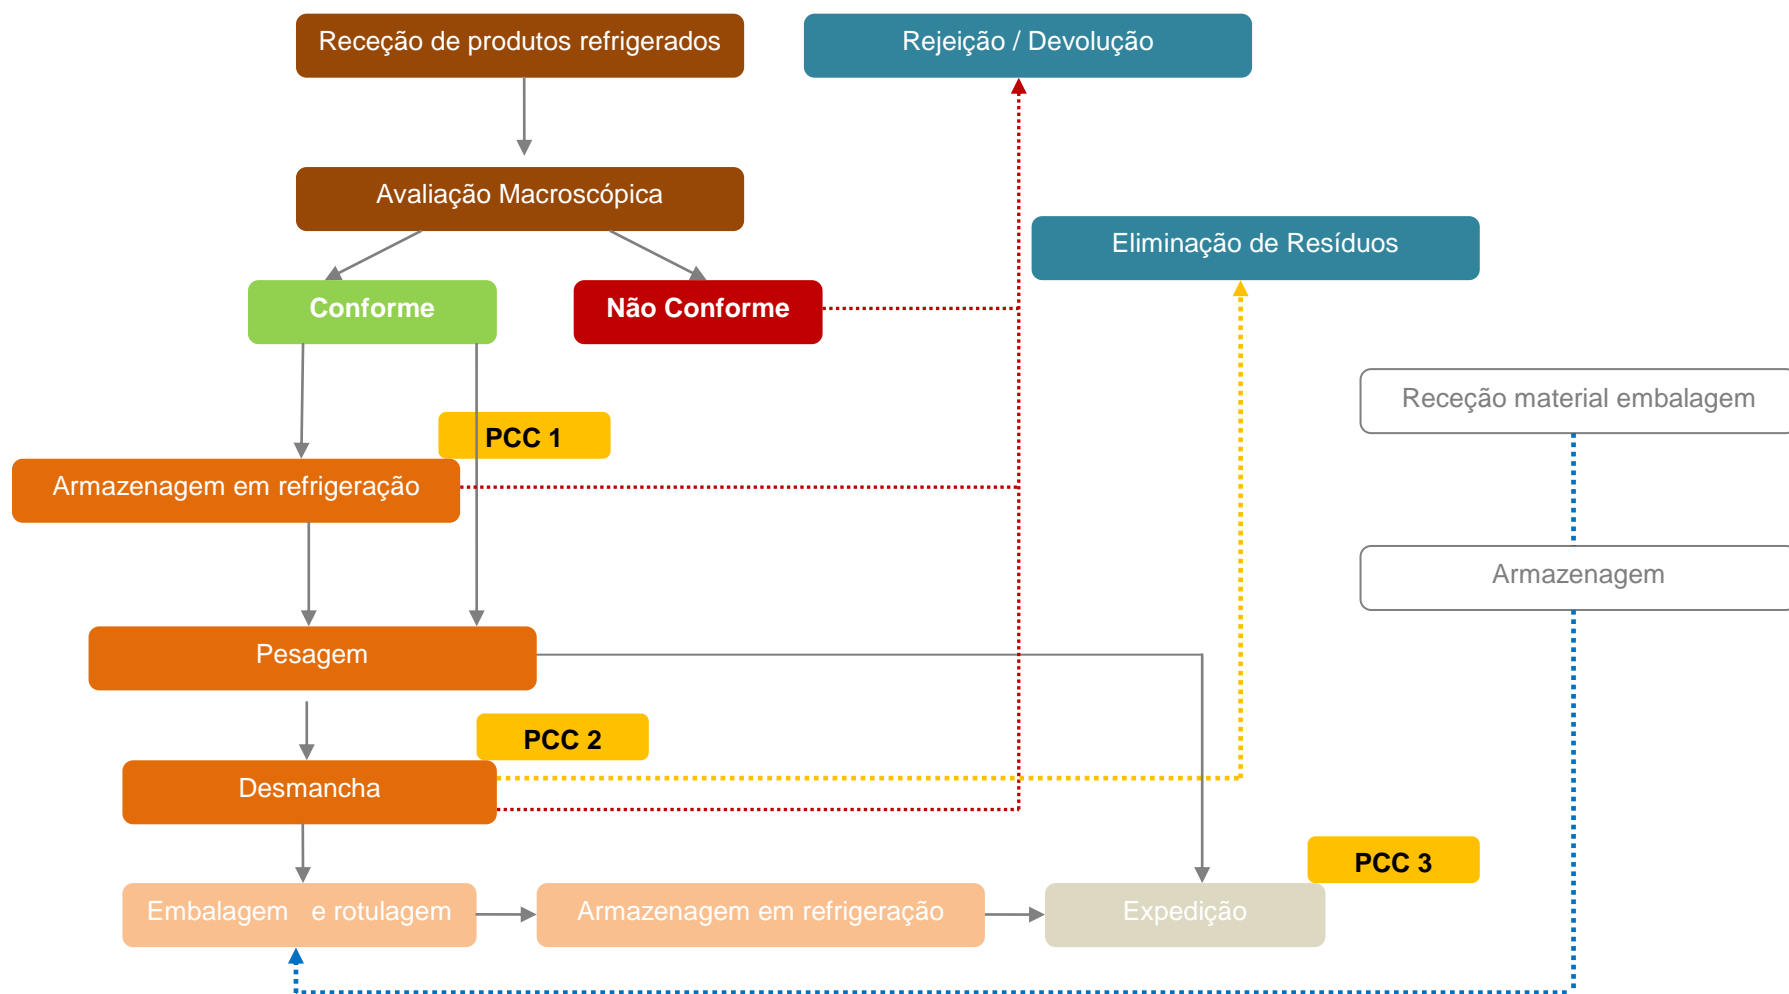 Receção de produtos refrigerados
Rejeição / Devolução
Avaliação Macroscópica
Eliminação de Resíduos
Conforme
Não Conforme
Receção material embalagem
PCC 1
Armazenagem em refrigeração
Armazenagem
Pesagem
PCC 2
Desmancha
PCC 3
Embalagem e rotulagem
Armazenagem em refrigeração
Expedição